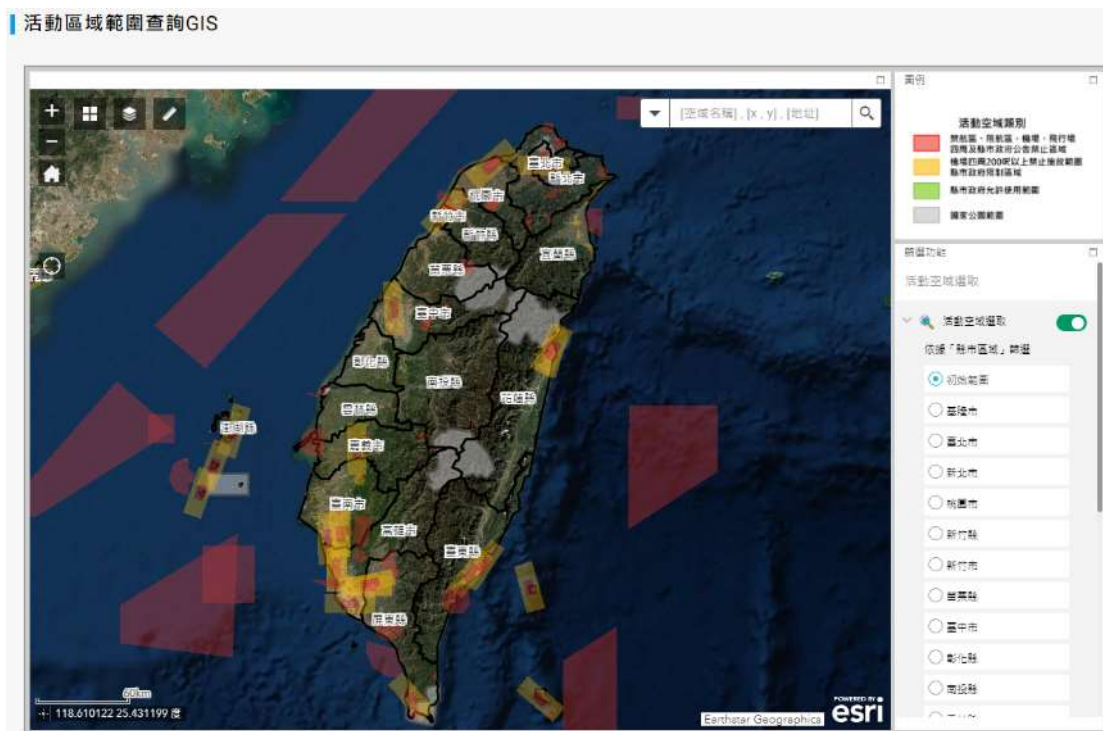 活動區域範圍查詢GIS
[空域名稱] , [x , y] , [地址]
圖例
活動空域類別
禁航區、限航區、機場、飛行場
四周及縣市政府公告禁止區域
機場四周200呎以上禁止施放範圍
縣市政府限制區域
縣市政府允許使用範圍
國家公園範圍
篩選功能
活動空域選取
活動空域選取
依據「縣市區域」篩選
初始範圍
基隆市
臺北市
新北市
桃園市
新竹縣
新竹市
苗栗縣
臺中市
彰化縣
南投縣
臺北市
新北市
桃園市
新竹市
新竹縣
宜蘭縣
苗栗縣
臺中市
彰化縣
南投縣
花蓮縣
雲林縣
澎湖縣
嘉義市
臺南市
高雄市
臺東縣
屏東縣
60km
118.610122 25.431199 度
Earthstar Geographics
POWERED BY
esri